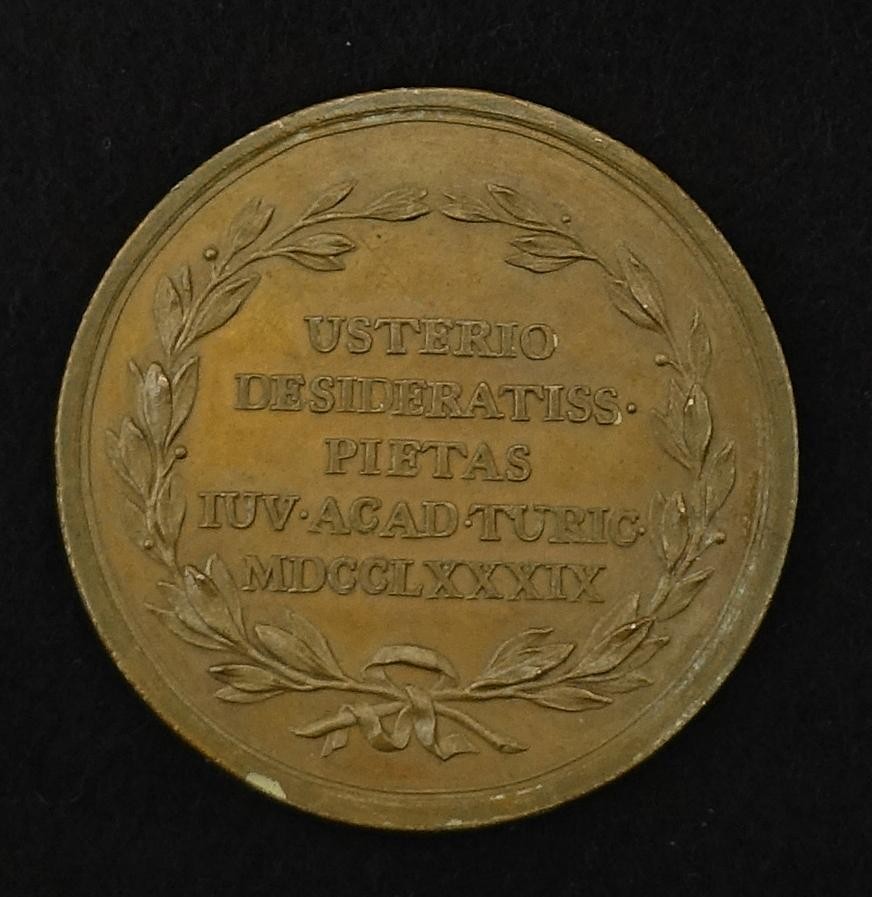 USTERIO
DESIDERATISS·
PIETAS
IUV·ACAD·TURIC·
MDCCLXXXIX